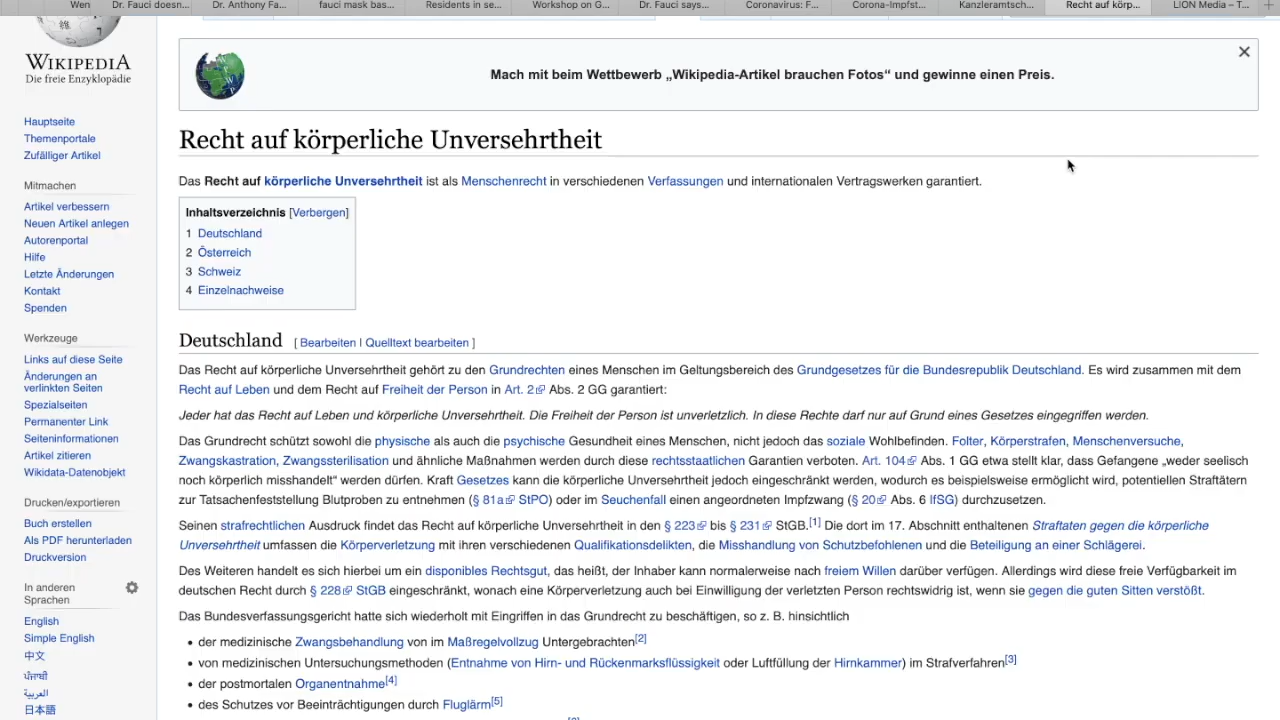 Wen
Dr. Fauci doesn...
Dr. Anthony Fa...
fauci mask bas...
Residents in se...
Workshop on G...
Dr. Fauci says...
Coronavirus: F...
Corona-Impfst...
Kanzleramtsch...
Recht auf körp...
LION Media – T...
WIKIPEDIA
Die freie Enzyklopädie
Hauptseite
Themenportale
Zufälliger Artikel
Mitmachen
Artikel verbessern
Neuen Artikel anlegen
Autorenportal
Hilfe
Letzte Änderungen
Kontakt
Spenden
Werkzeuge
Links auf diese Seite
Änderungen an
verlinkten Seiten
Spezialseiten
Permanenter Link
Seiteninformationen
Artikel zitieren
Wikidata-Datenobjekt
Drucken/exportieren
Buch erstellen
Als PDF herunterladen
Druckversion
In anderen
Sprachen
English
Simple English
中文
ਪੰਜਾਬੀ
العربية
日本語
Mach mit beim Wettbewerb „Wikipedia-Artikel brauchen Fotos“ und gewinne einen Preis.
Recht auf körperliche Unversehrtheit
Das Recht auf körperliche Unversehrtheit ist als Menschenrecht in verschiedenen Verfassungen und internationalen Vertragswerken garantiert.
Inhaltsverzeichnis [Verbergen]
1 Deutschland
2 Österreich
3 Schweiz
4 Einzelnachweise
Deutschland [ Bearbeiten | Quelltext bearbeiten ]
Das Recht auf körperliche Unversehrtheit gehört zu den Grundrechten eines Menschen im Geltungsbereich des Grundgesetzes für die Bundesrepublik Deutschland. Es wird zusammen mit dem
Recht auf Leben und dem Recht auf Freiheit der Person in Art. 2 Abs. 2 GG garantiert:
Jeder hat das Recht auf Leben und körperliche Unversehrtheit. Die Freiheit der Person ist unverletzlich. In diese Rechte darf nur auf Grund eines Gesetzes eingegriffen werden.
Das Grundrecht schützt sowohl die physische als auch die psychische Gesundheit eines Menschen, nicht jedoch das soziale Wohlbefinden. Folter, Körperstrafen, Menschenversuche,
Zwangskastration, Zwangssterilisation und ähnliche Maßnahmen werden durch diese rechtsstaatlichen Garantien verboten. Art. 104 Abs. 1 GG etwa stellt klar, dass Gefangene „weder seelisch
noch körperlich misshandelt“ werden dürfen. Kraft Gesetzes kann die körperliche Unversehrtheit jedoch eingeschränkt werden, wodurch es beispielsweise ermöglicht wird, potentiellen Straftätern
zur Tatsachenfeststellung Blutproben zu entnehmen (§ 81a StPO) oder im Seuchenfall einen angeordneten Impfzwang (§ 20 Abs. 6 IfSG) durchzusetzen.
Seinen strafrechtlichen Ausdruck findet das Recht auf körperliche Unversehrtheit in den § 223 bis § 231 StGB.[1] Die dort im 17. Abschnitt enthaltenen Straftaten gegen die körperliche
Unversehrtheit umfassen die Körperverletzung mit ihren verschiedenen Qualifikationsdelikten, die Misshandlung von Schutzbefohlenen und die Beteiligung an einer Schlägerei.
Des Weiteren handelt es sich hierbei um ein disponibles Rechtsgut, das heißt, der Inhaber kann normalerweise nach freiem Willen darüber verfügen. Allerdings wird diese freie Verfügbarkeit im
deutschen Recht durch § 228 StGB eingeschränkt, wonach eine Körperverletzung auch bei Einwilligung der verletzten Person rechtswidrig ist, wenn sie gegen die guten Sitten verstößt.
Das Bundesverfassungsgericht hatte sich wiederholt mit Eingriffen in das Grundrecht zu beschäftigen, so z. B. hinsichtlich
• der medizinische Zwangsbehandlung von im Maßregelvollzug Untergebrachten[2]
• von medizinischen Untersuchungsmethoden (Entnahme von Hirn- und Rückenmarksflüssigkeit oder Luftfüllung der Hirnkammer) im Strafverfahren[3]
• der postmortalen Organentnahme[4]
• des Schutzes vor Beeinträchtigungen durch Fluglärm[5]